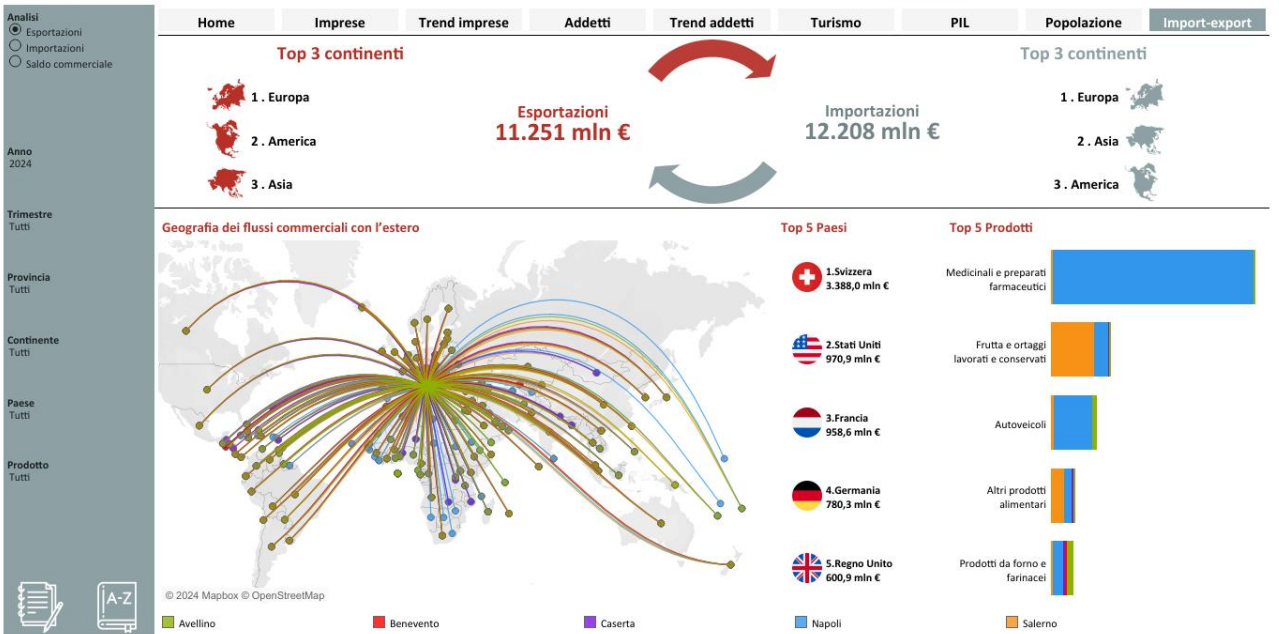 Analisi
Esportazioni
Importazioni
Saldo commerciale
Anno
2024
Trimestre
Tutti
Provincia
Tutti
Continente
Tutti
Paese
Tutti
Prodotto
Tutti
A-Z
Home Imprese Trend imprese Addetti Trend addetti Turismo PIL Popolazione Import-export
Top 3 continenti
1 . Europa
2 . America
3 . Asia
Esportazioni
11.251 mln €
Importazioni
12.208 mln €
Top 3 continenti
1 . Europa
2 . Asia
3 . America
Geografia dei flussi commerciali con l'estero
© 2024 Mapbox © OpenStreetMap
Top 5 Paesi
1.Svizzera
3.388,0 mln €
2.Stati Uniti
970,9 mln €
3.Francia
958,6 mln €
4.Germania
780,3 mln €
5.Regno Unito
600,9 mln €
Top 5 Prodotti
Medicinali e preparati
farmaceutici
Frutta e ortaggi
lavorati e conservati
Autoveicoli
Altri prodotti
alimentari
Prodotti da forno e
farinacei
Avellino Benevento Caserta Napoli Salerno